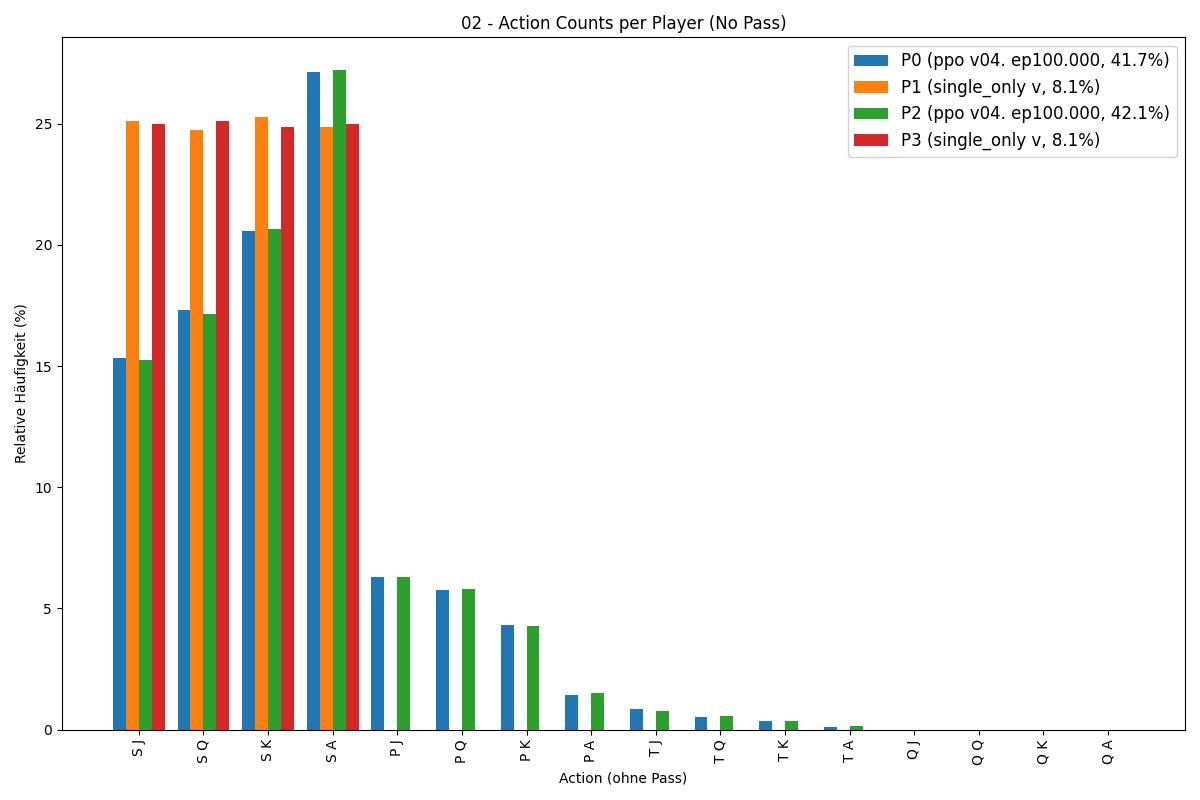 02 - Action Counts per Player (No Pass)
P0 (ppo v04. ep100.000, 41.7%)
P1 (single_only v, 8.1%)
P2 (ppo v04. ep100.000, 42.1%)
P3 (single_only v, 8.1%)
Relative Häufigkeit (%)
25
20
15
10
5
0
S J
S Q
S K
S A
P J
P Q
P K
P A
T J
T Q
T K
T A
Q J
Q Q
Q K
Q A
Action (ohne Pass)